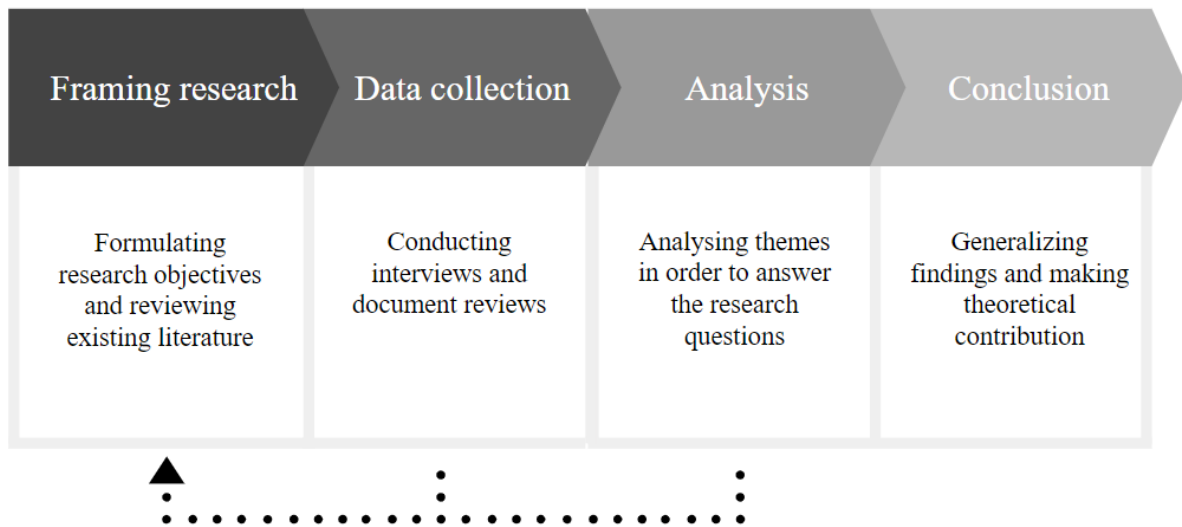 Framing research
Data collection
Analysis
Conclusion
Formulating
research objectives
and reviewing
existing literature
Conducting
interviews and
document reviews
Analysing themes
in order to answer
the research
questions
Generalizing
findings and making
theoretical
contribution